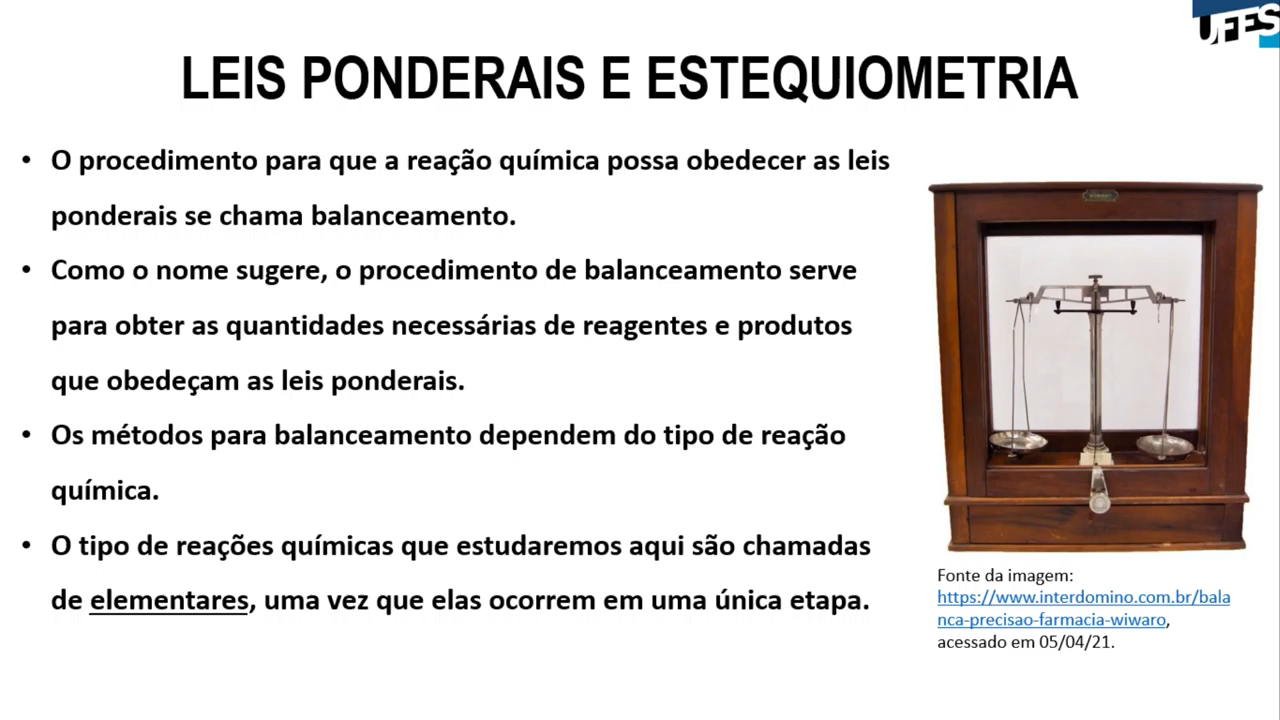 UFES
LEIS PONDERAIS E ESTEQUIOMETRIA
• O procedimento para que a reação química possa obedecer as leis
ponderais se chama balanceamento.
• Como o nome sugere, o procedimento de balanceamento serve
para obter as quantidades necessárias de reagentes e produtos
que obedeçam as leis ponderais.
• Os métodos para balanceamento dependem do tipo de reação
química.
• O tipo de reações químicas que estudaremos aqui são chamadas
de elementares, uma vez que elas ocorrem em uma única etapa.
Fonte da imagem:
https://www.interdomino.com.br/bala
nca-precisao-farmacia-wiwaro,
acessado em 05/04/21.